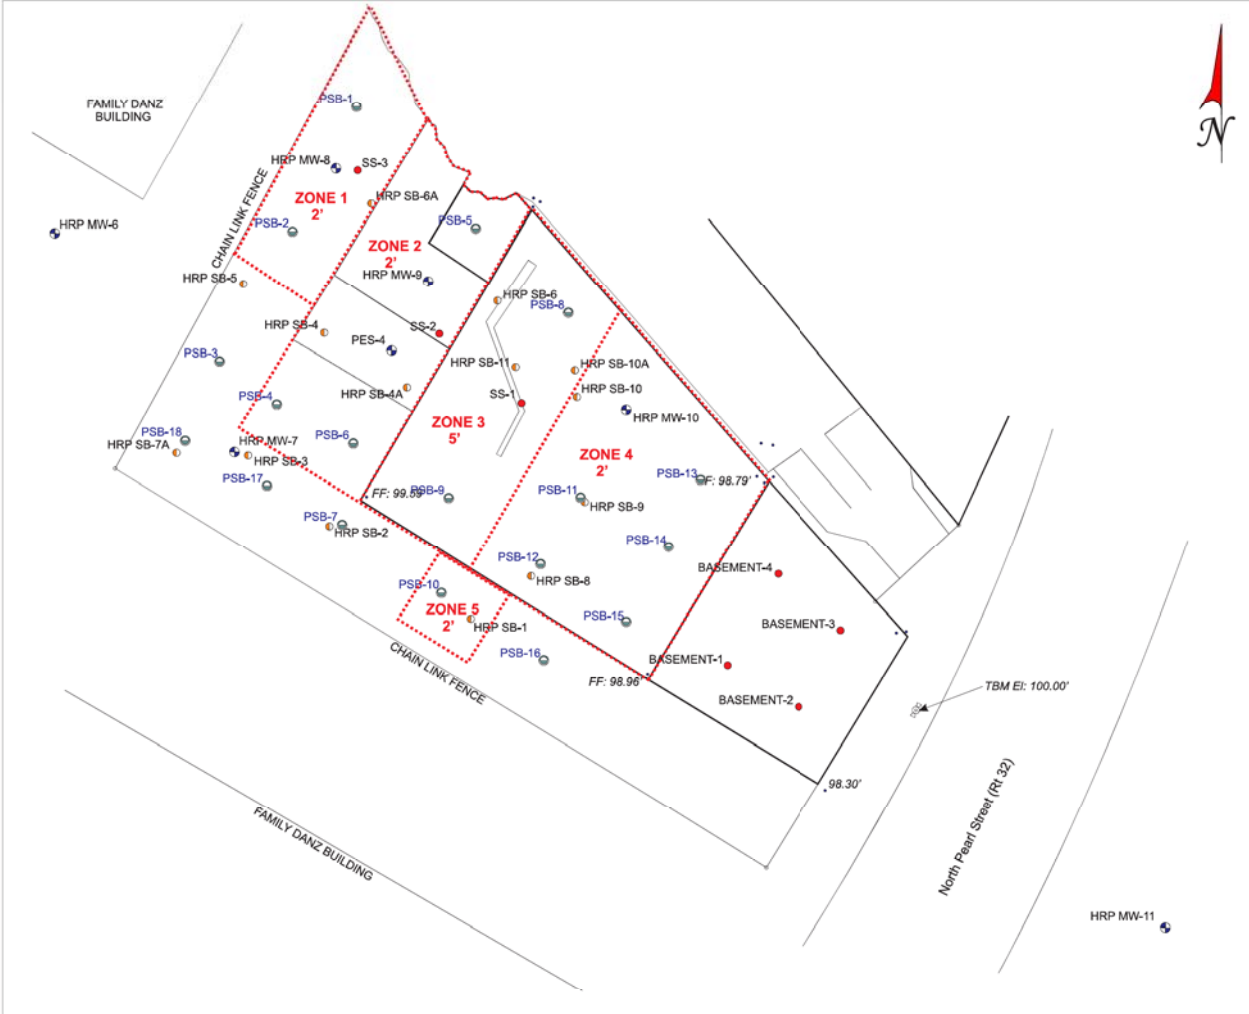 N
FAMILY DANZ
BUILDING
PSB-1
HRP MW-8
SS-3
CHAIN LINK FENCE
ZONE 1
2'
HRP SB-6A
PSB-2
HRP MW-6
PSB-5
ZONE 2
2'
HRP MW-9
HRP SB-5
HRP SB-6
PSB-8
HRP SB-4
SS-2
PES-4
PSB-3
HRP SB-11
HRP SB-10A
HRP SB-4A
HRP SB-10
SS-1
PSB-4
HRP MW-10
ZONE 3
5'
PSB-18
HRP SB-7A
HRP MW-7
PSB-6
HRP SB-3
ZONE 4
2'
PSB-17
PSB-13
F: 98.79'
FF: 99.59'
PSB-9
PSB-11
HRP SB-9
PSB-7
HRP SB-2
PSB-14
PSB-12
HRP SB-8
BASEMENT-4
PSB-10
ZONE 5
2'
HRP SB-1
PSB-15
BASEMENT-3
PSB-16
BASEMENT-1
CHAIN LINK FENCE
FF: 98.96'
TBM El: 100.00'
BASEMENT-2
98.30'
North Pearl Street (Rt 32)
FAMILY DANZ BUILDING
HRP MW-11